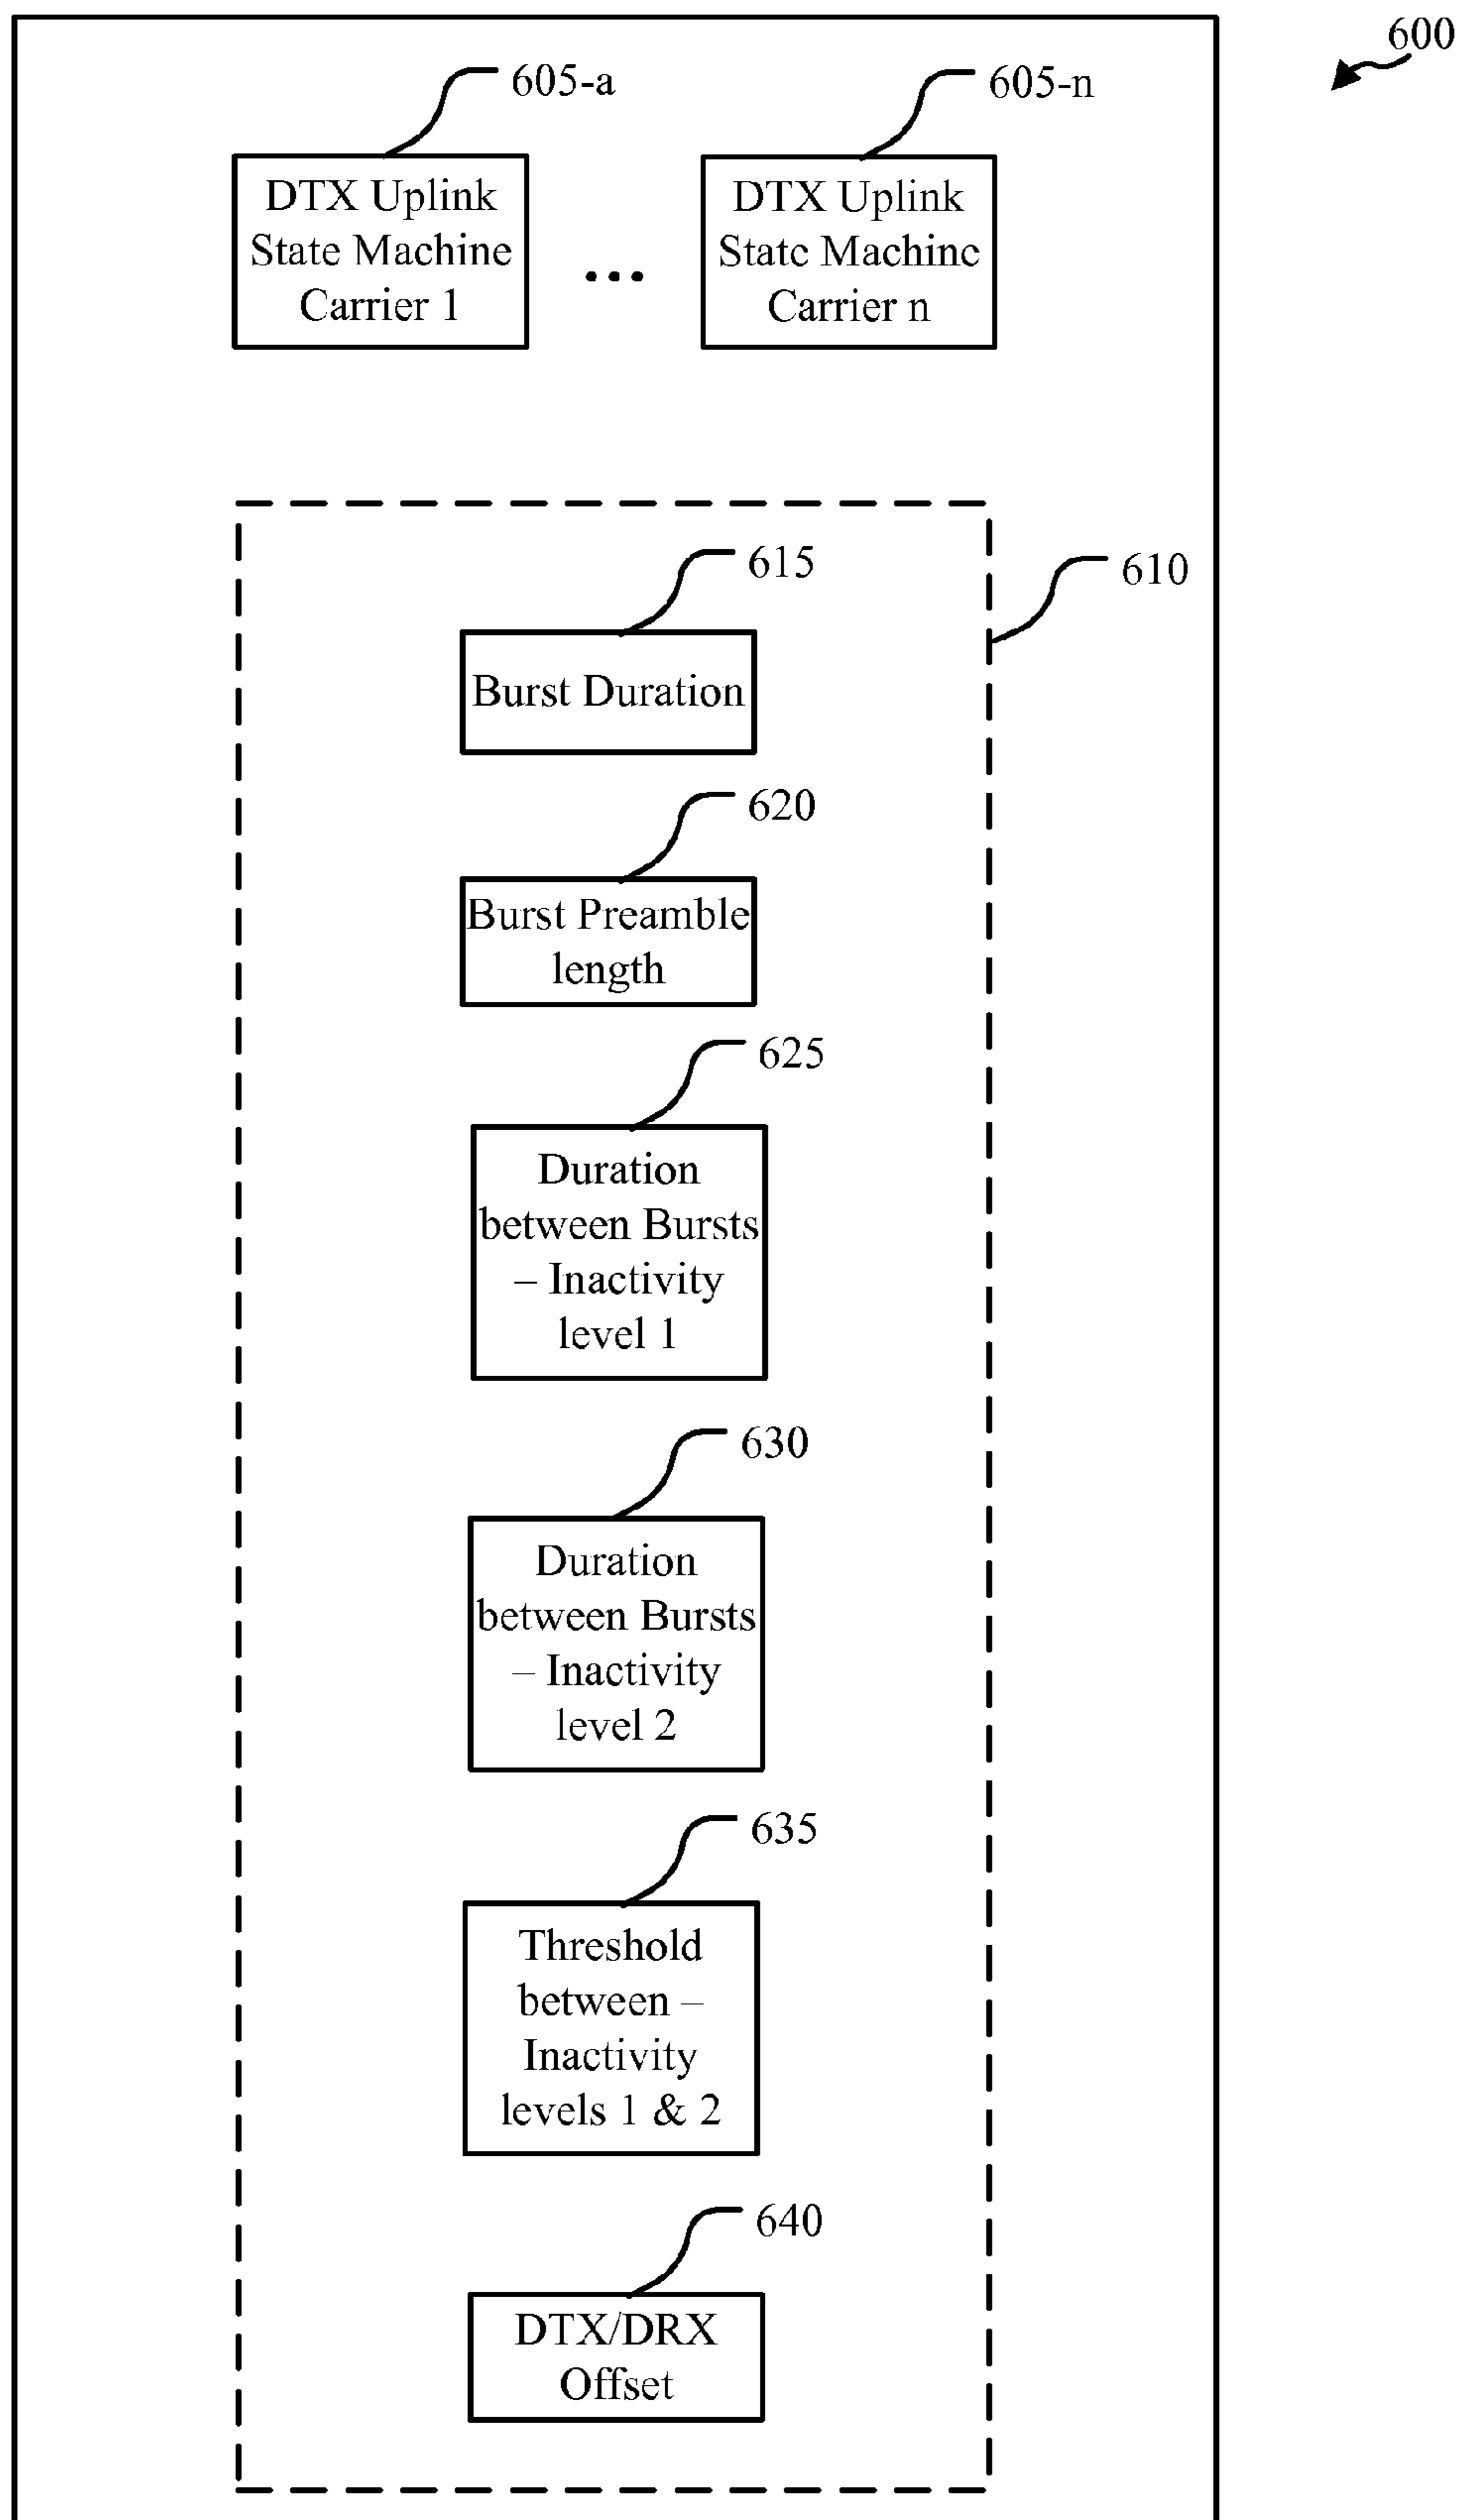 600
605-a
605-n
DTX Uplink
State Machine
Carrier 1
...
DTX Uplink
State Machine
Carrier n
610
615
Burst Duration
620
Burst Preamble
length
625
Duration
between Bursts
– Inactivity
level 1
630
Duration
between Bursts
– Inactivity
level 2
635
Threshold
between –
Inactivity
levels 1 & 2
640
DTX/DRX
Offset